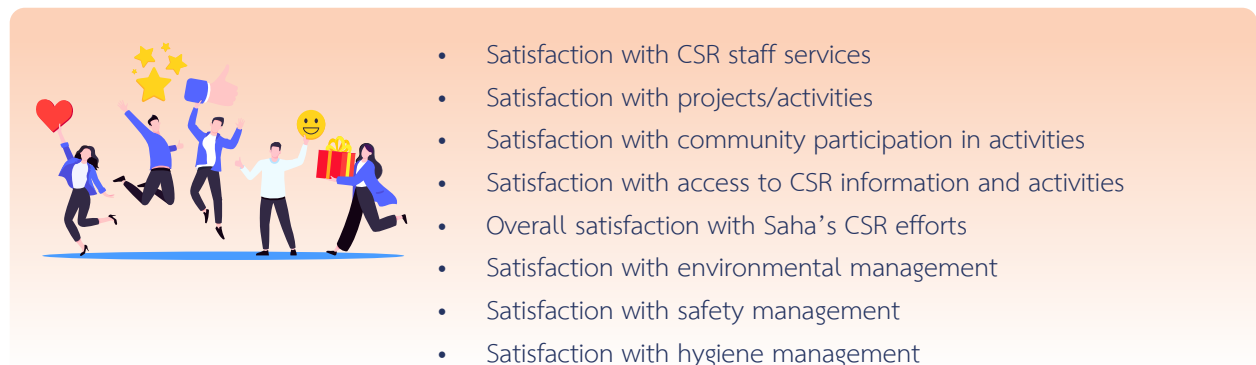 • Satisfaction with CSR staff services
• Satisfaction with projects/activities
• Satisfaction with community participation in activities
• Satisfaction with access to CSR information and activities
• Overall satisfaction with Saha’s CSR efforts
• Satisfaction with environmental management
• Satisfaction with safety management
• Satisfaction with hygiene management